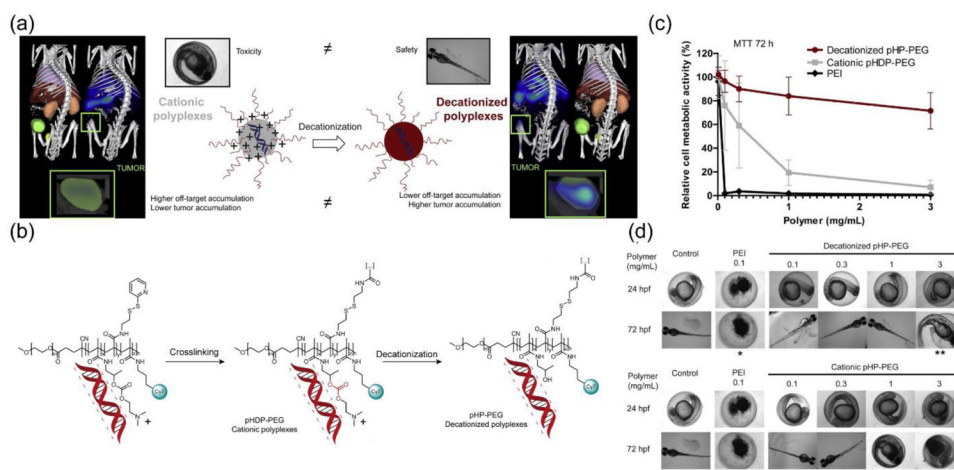 (a)
Toxicity
≠
Safety
Cationic
polyplexes
Decationization
Decationized
polyplexes
TUMOR
TUMOR
Higher off-target accumulation
Lower tumor accumulation
≠
Lower off-target accumulation
Higher tumor accumulation
(b)
Crosslinking
Decationization
pHDP-PEG
Cationic polyplexes
pHP-PEG
Decationized polyplexes
(c)
MTT 72 h
Decationized pHP-PEG
Cationic pHDP-PEG
PEI
Relative cell metabolic activity (%)
120
100
80
60
40
20
0
0 1 2 3
Polymer (mg/mL)
(d)
Polymer
(mg/mL)
Control
PEI
0.1
Decationized pHP-PEG
0.1 0.3 1 3
24 hpf
72 hpf
* **
Polymer
(mg/mL)
Control
PEI
0.1
Cationic pHP-PEG
0.1 0.3 1 3
24 hpf
72 hpf